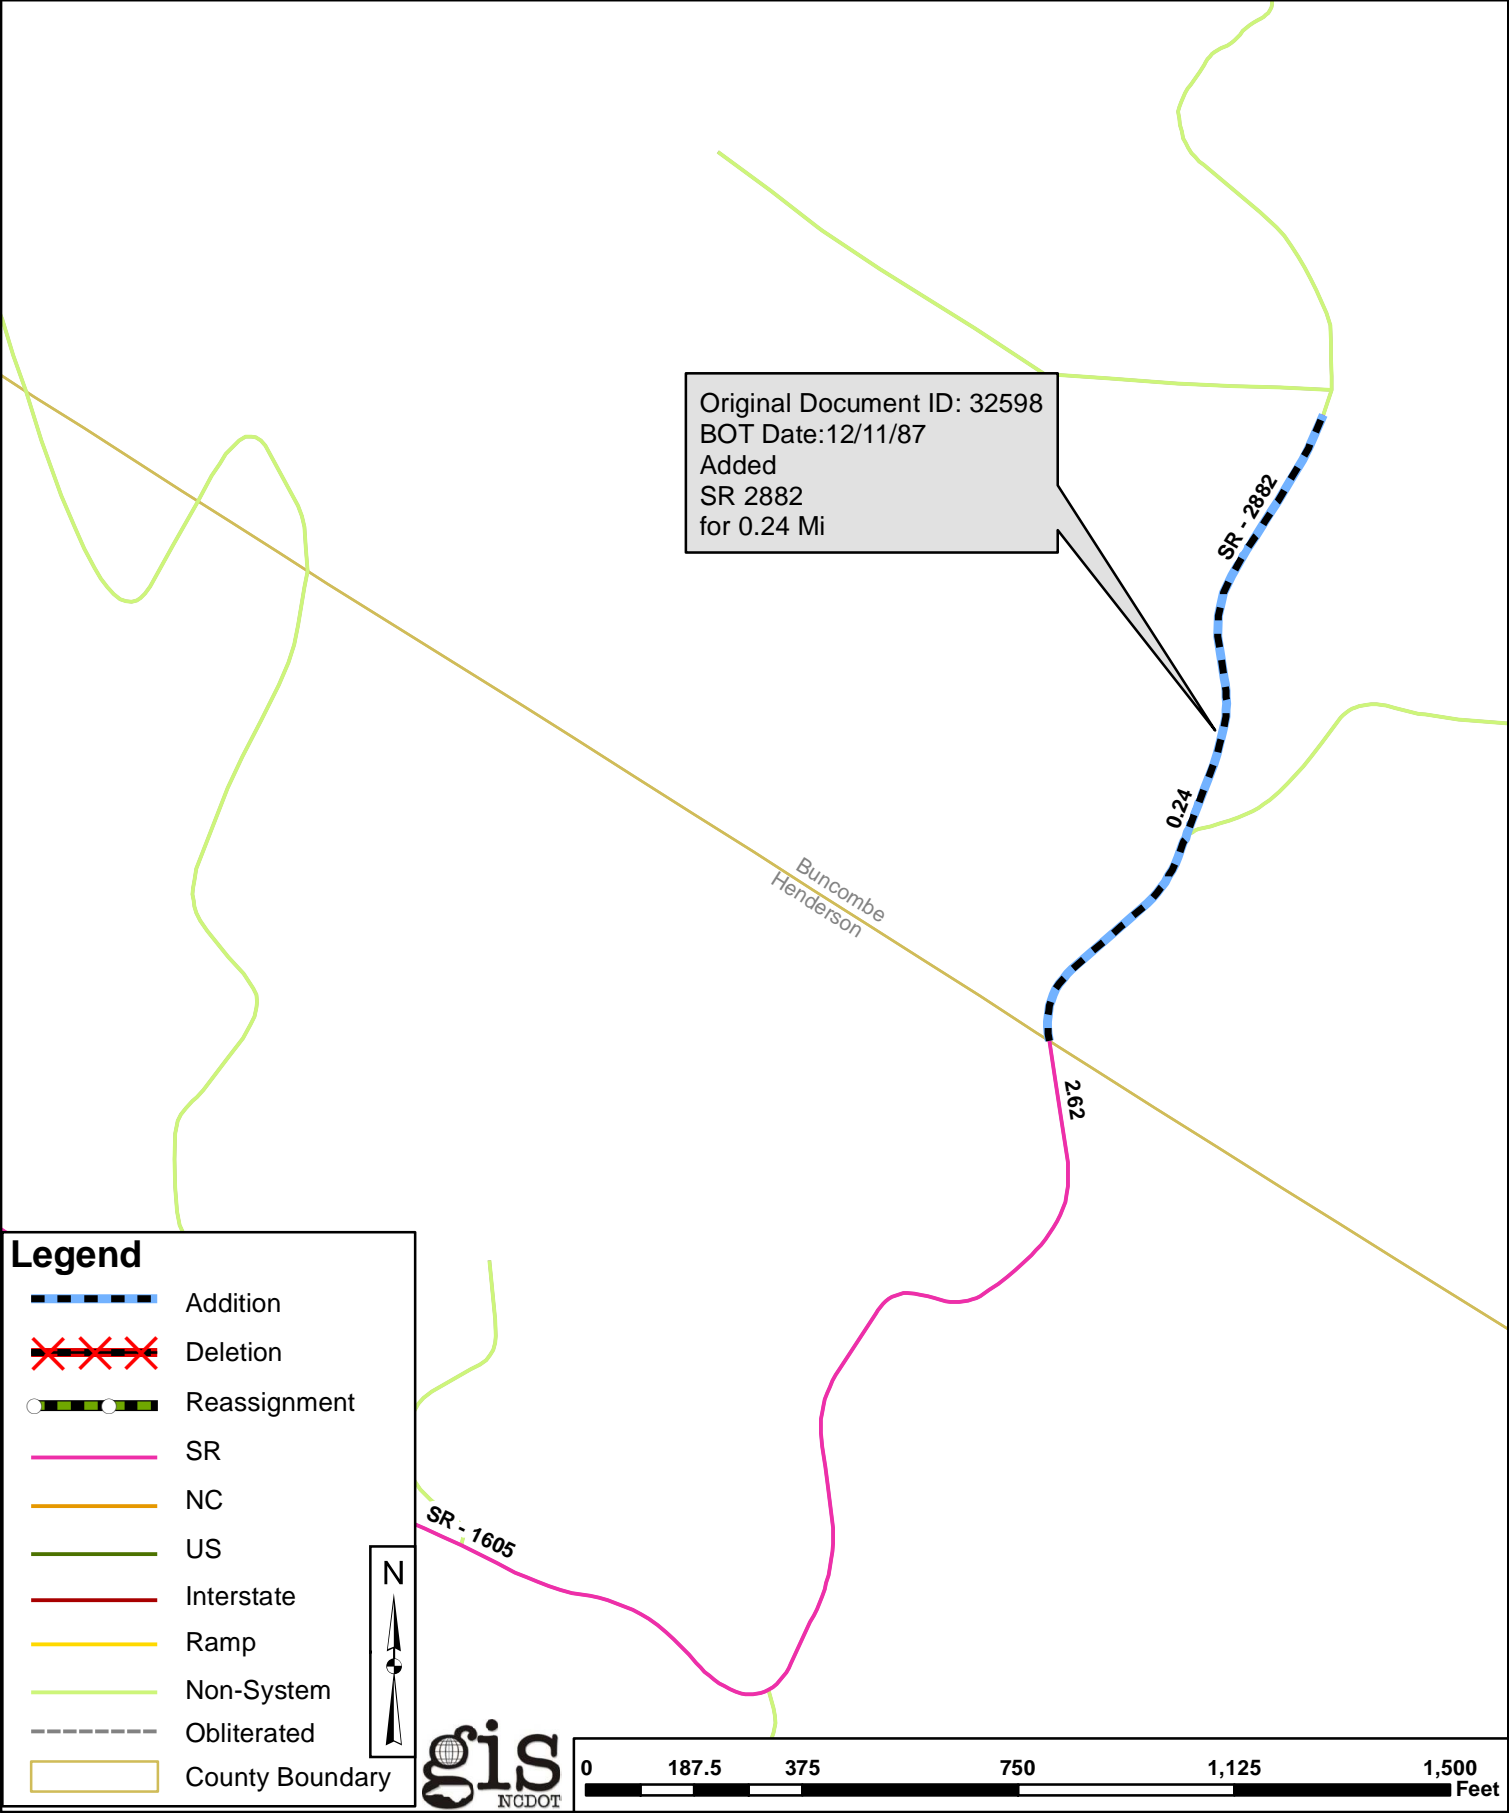 Original Document ID: 32598
BOT Date:12/11/87
Added
SR 2882
for 0.24 Mi
SR - 2882
0.24
Buncombe
Henderson
2.62
SR - 1605
Legend
Addition
Deletion
Reassignment
SR
NC
US
Interstate
Ramp
Non-System
Obliterated
County Boundary
N
gis
NCDOT
0 187.5 375 750 1,125 1,500
Feet